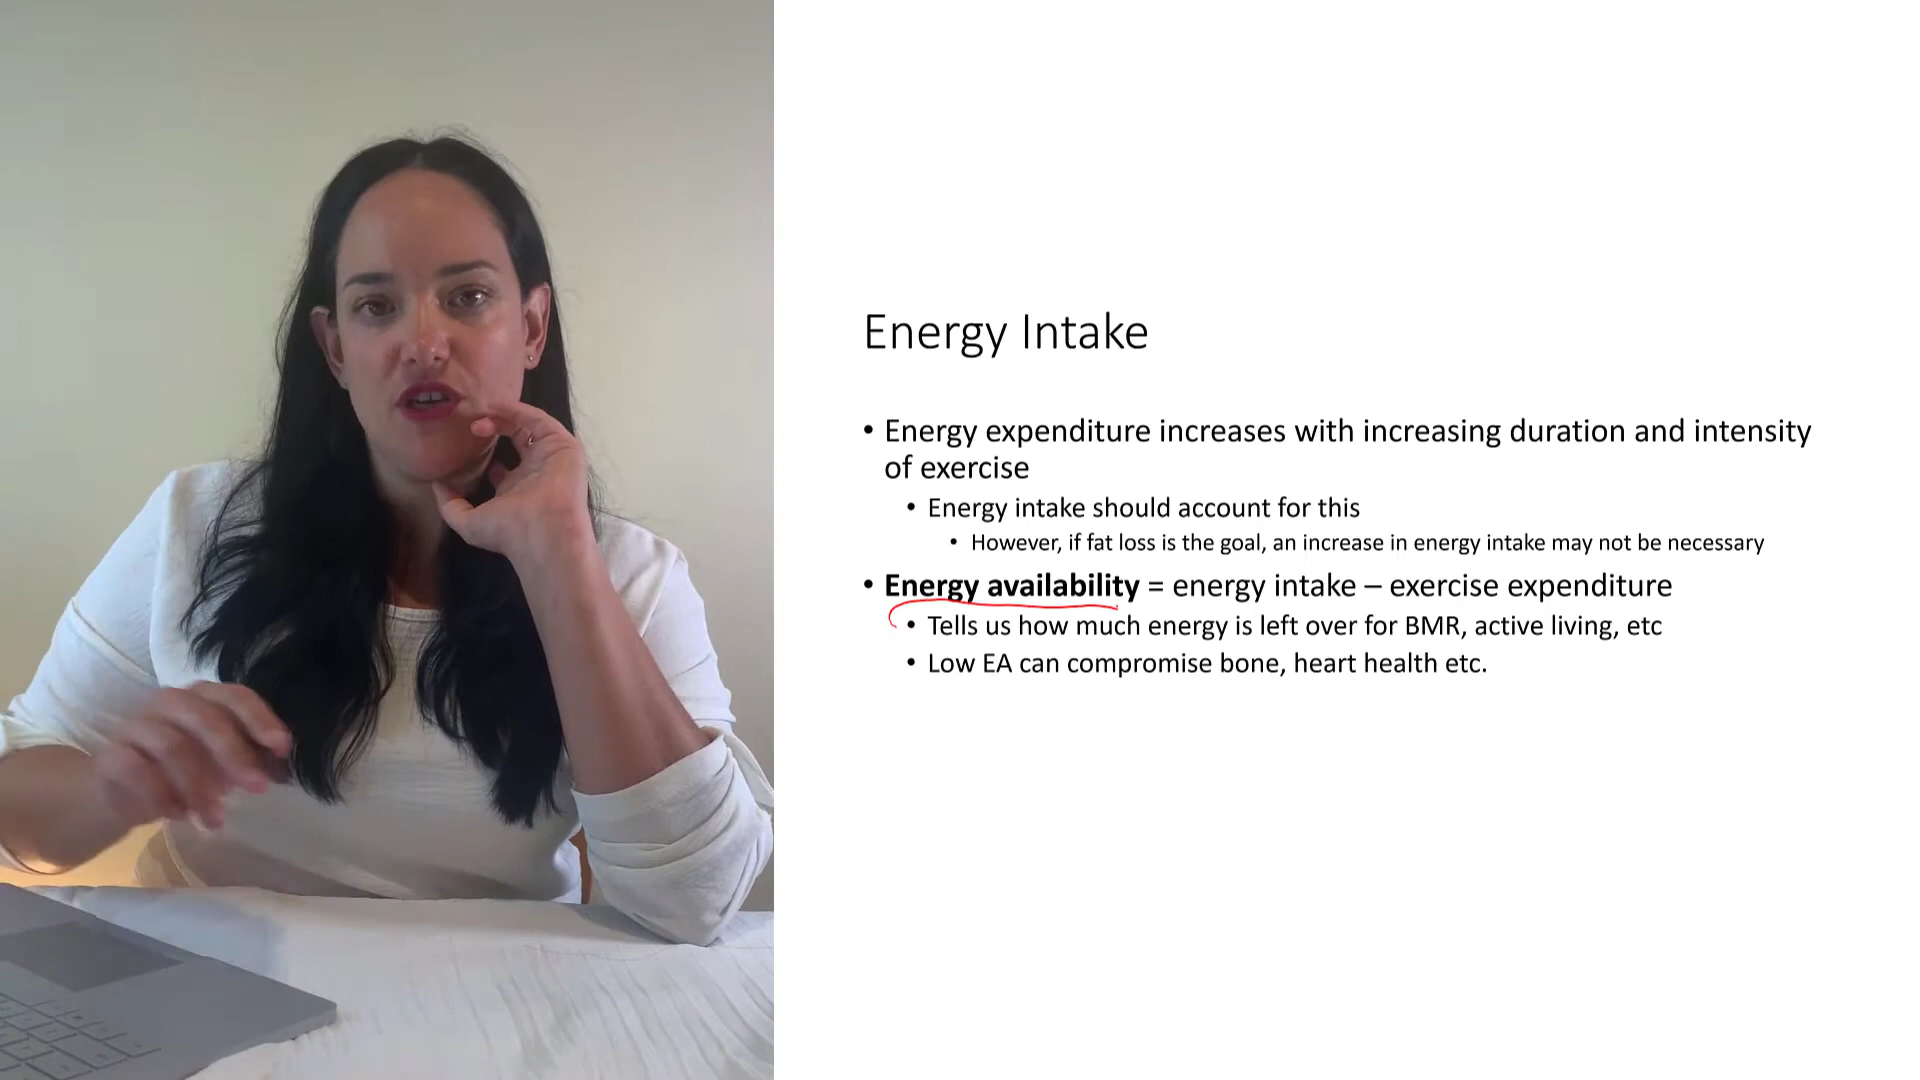 Energy Intake
• Energy expenditure increases with increasing duration and intensity
of exercise
• Energy intake should account for this
• However, if fat loss is the goal, an increase in energy intake may not be necessary
• Energy availability = energy intake – exercise expenditure
• Tells us how much energy is left over for BMR, active living, etc
• Low EA can compromise bone, heart health etc.